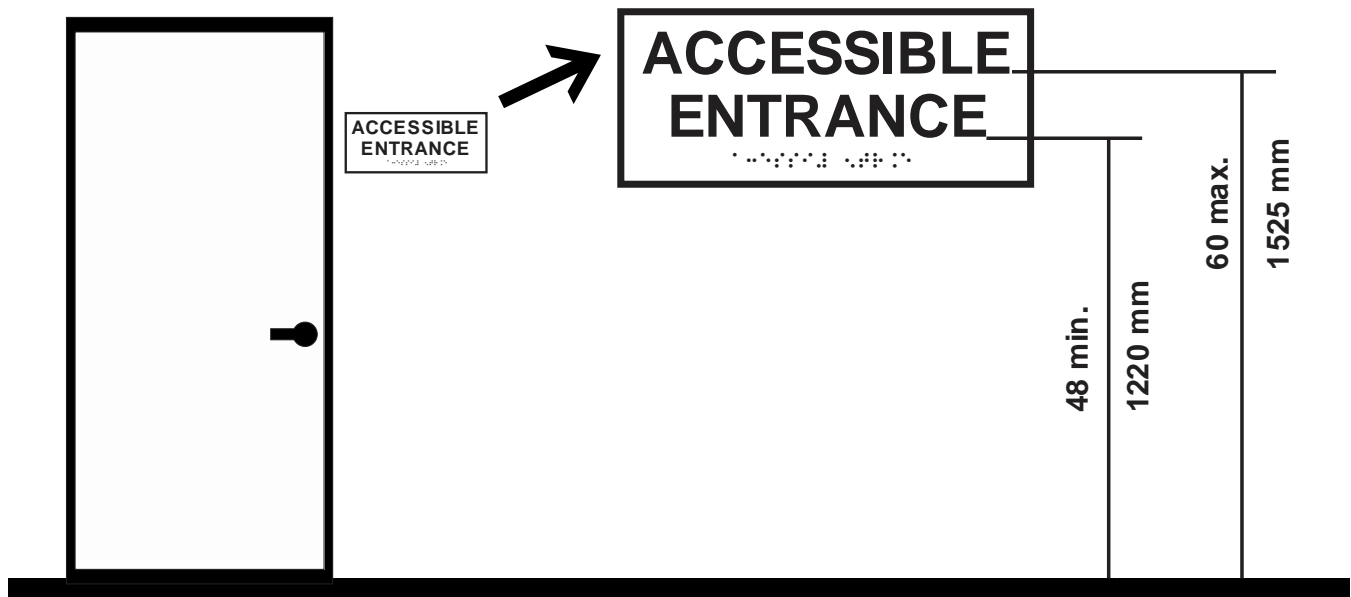 ACCESSIBLE
ENTRANCE
ACCESSIBLE
ENTRANCE
48 min.
1220 mm
60 max.
1525 mm